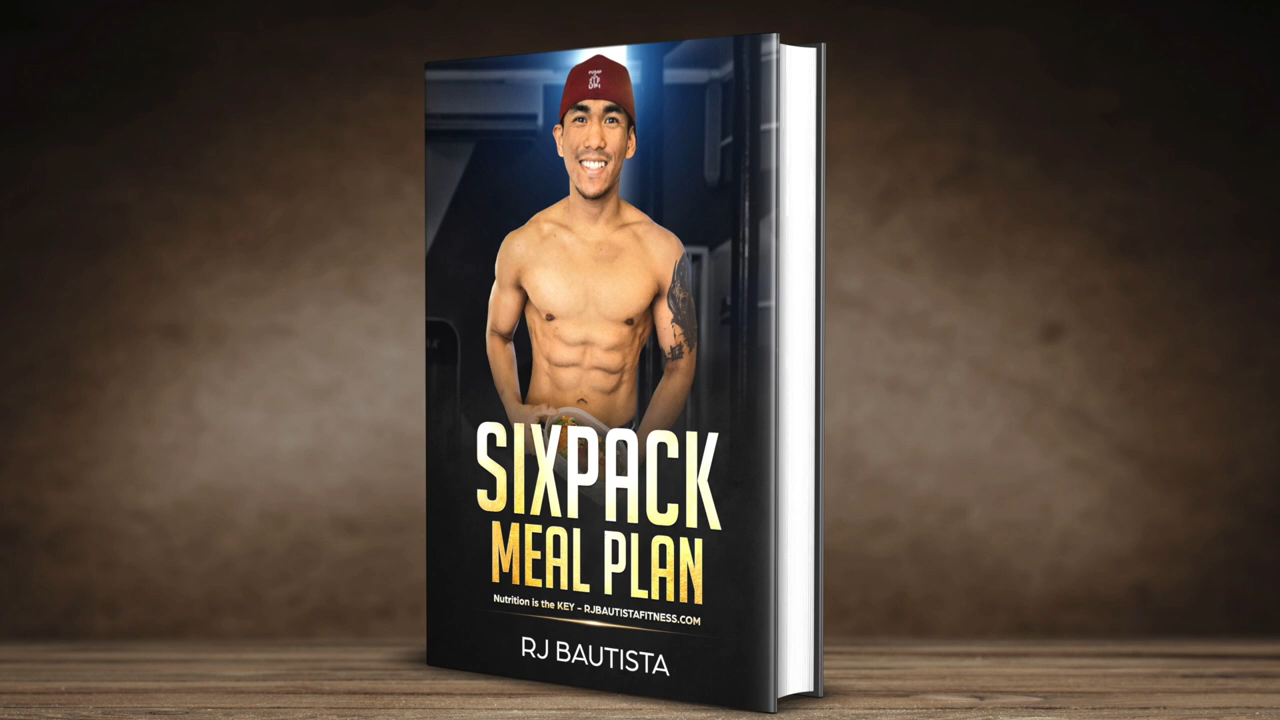 SIXPACK
MEAL PLAN
Nutrition is the KEY - RJBAUTISTAFITNESS.COM
RJ BAUTISTA